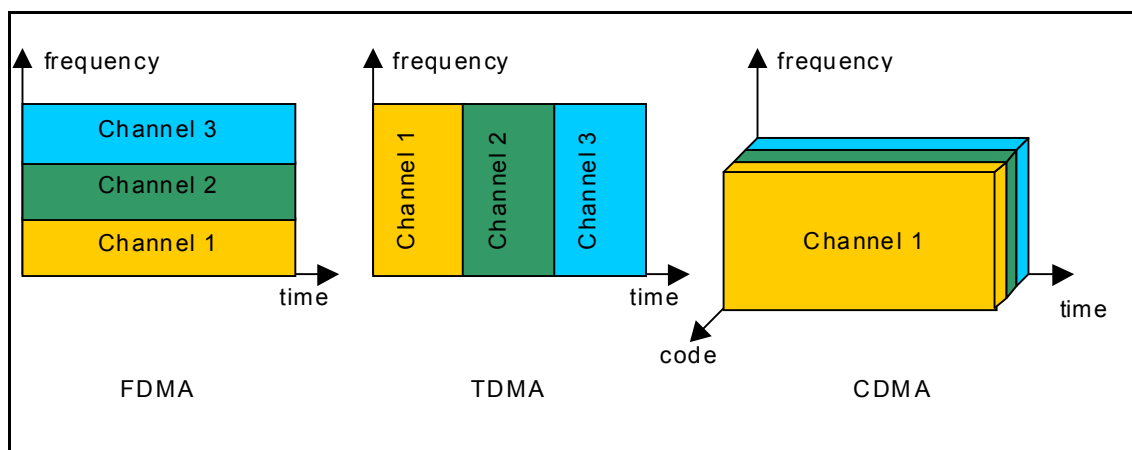 frequency
Channel 3
Channel 2
Channel 1
time
FDMA
frequency
Channel 1
Channel 2
Channel 3
time
TDMA
frequency
Channel 1
time
code
CDMA